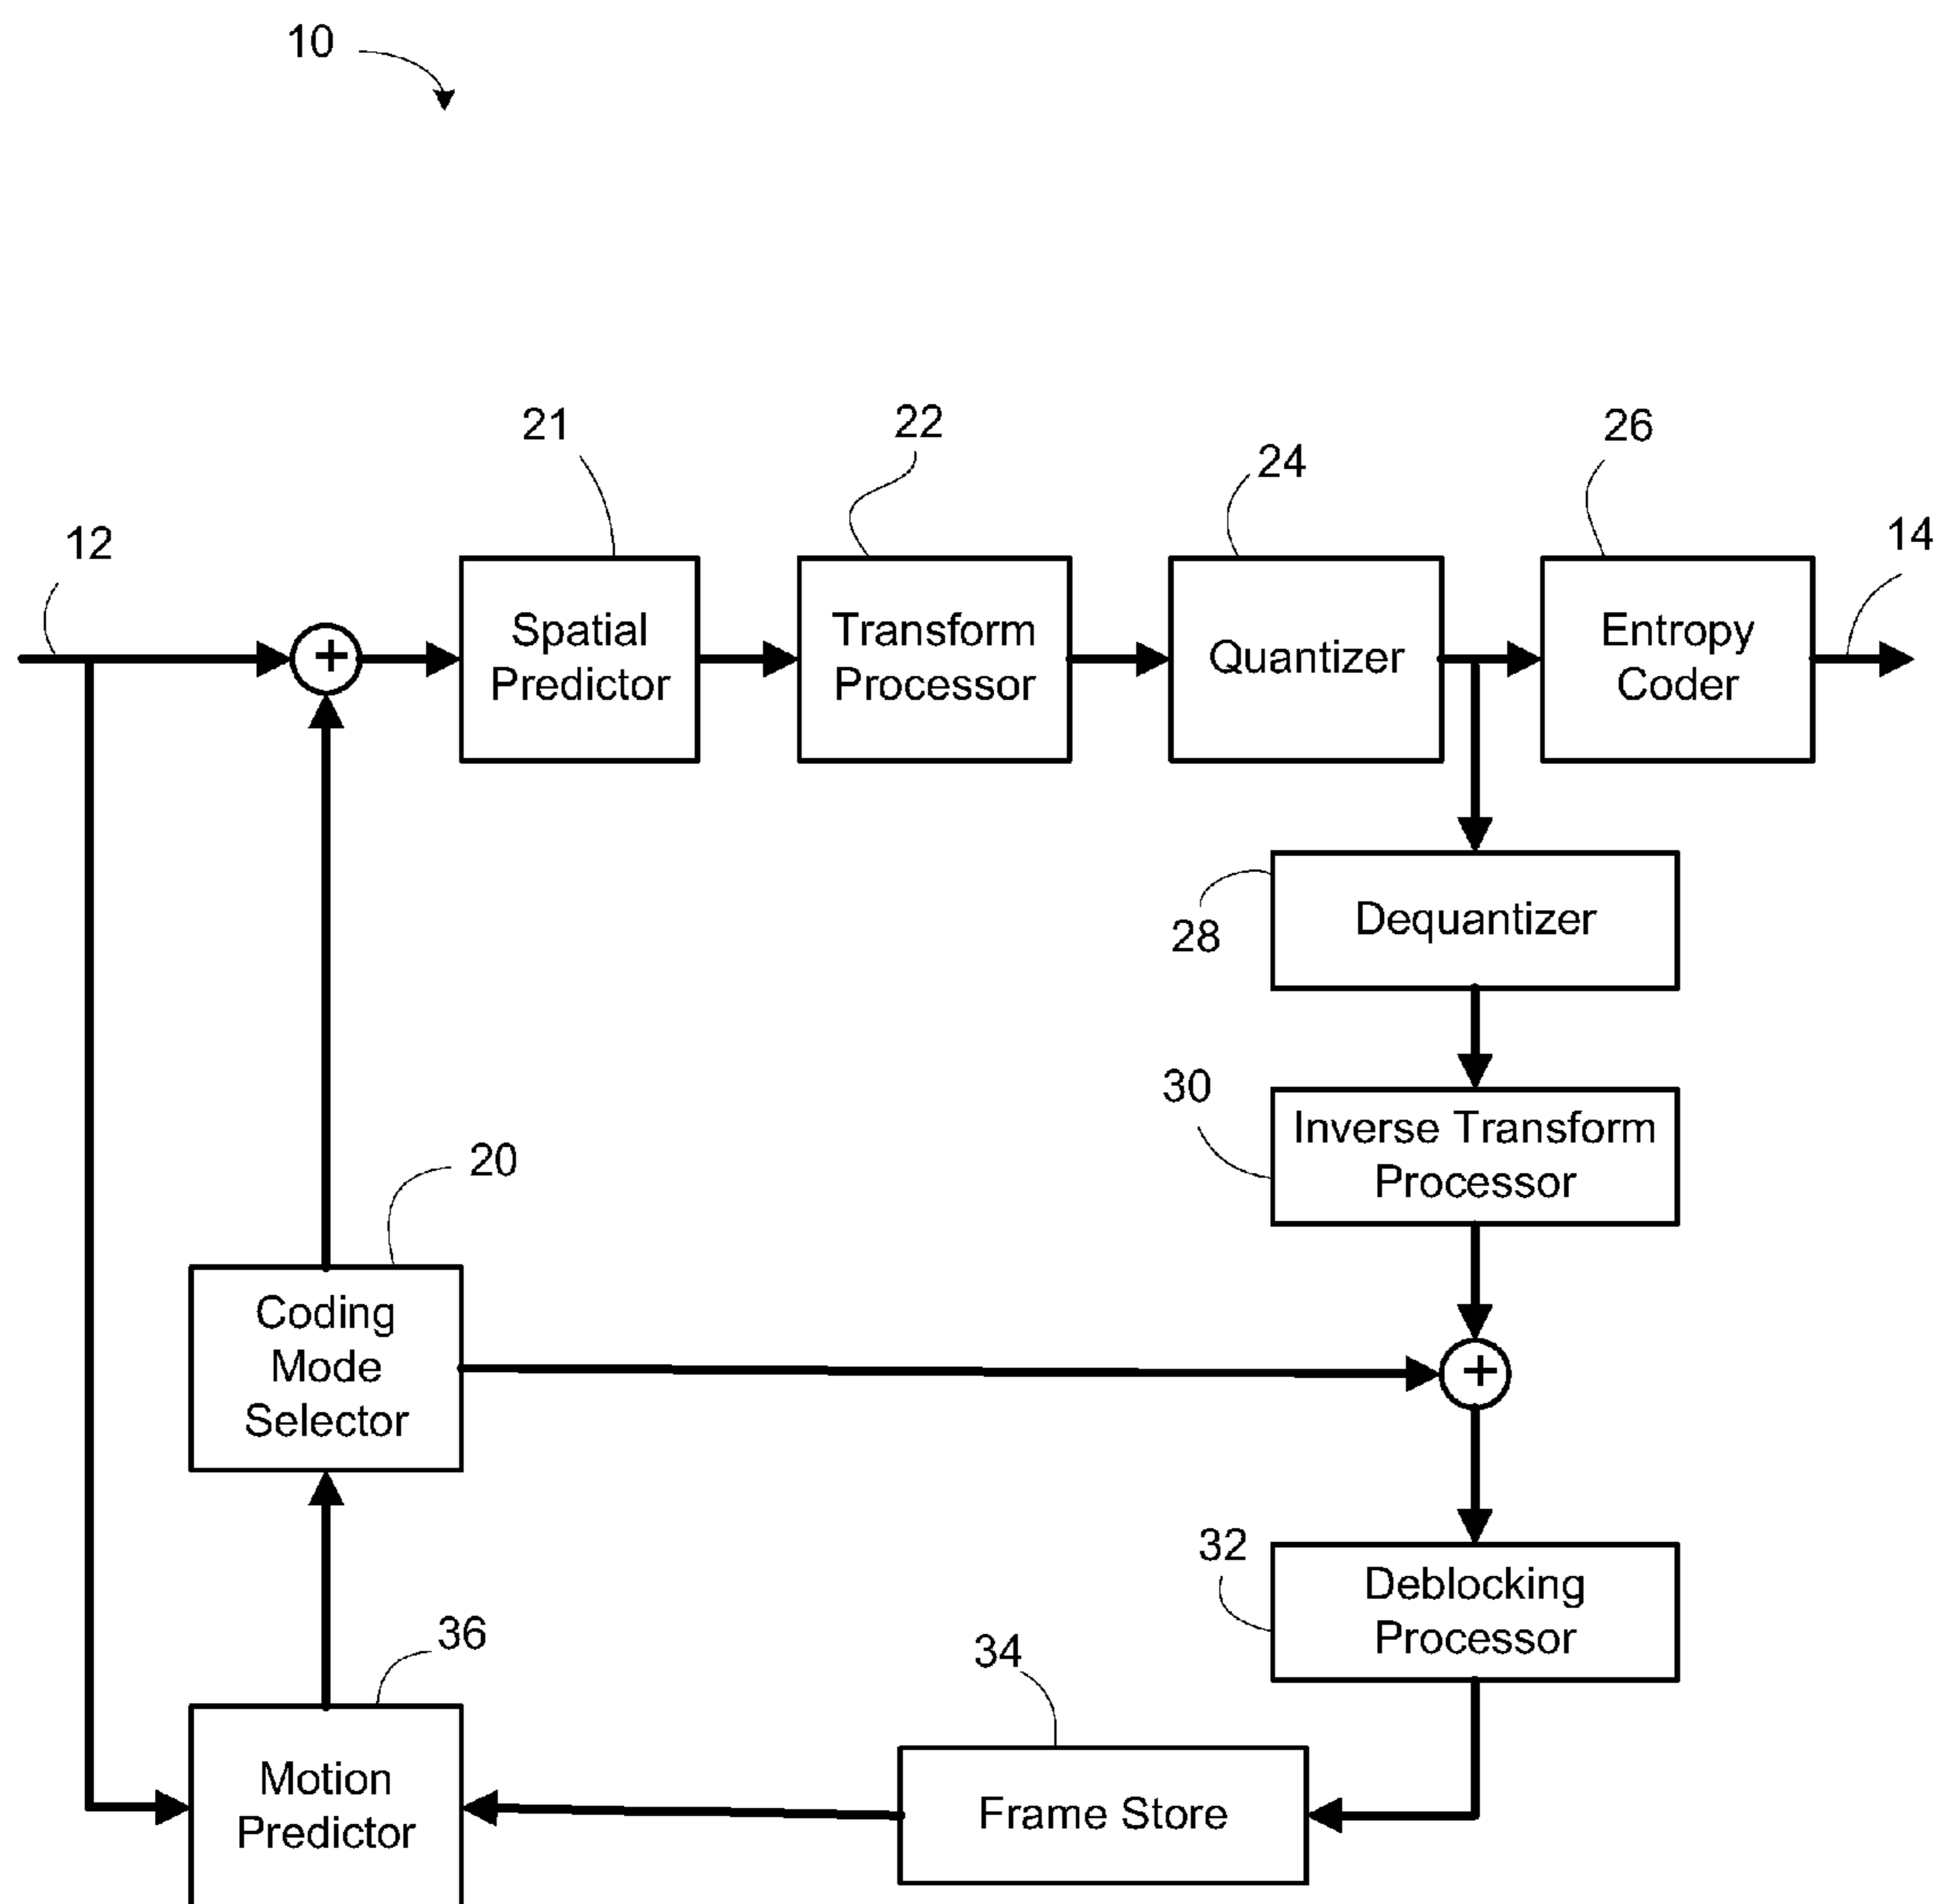 10
21
22
24
26
12
14
+
Spatial
Predictor
Transform
Processor
Quantizer
Entropy
Coder
28
Dequantizer
30
Inverse Transform
Processor
20
Coding
Mode
Selector
+
32
Deblocking
Processor
36
34
Motion
Predictor
Frame Store